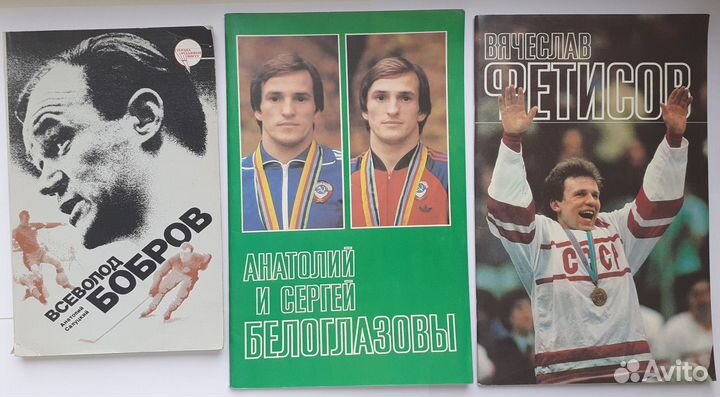 ВСЕВОЛОД
БОБРОВ
Анатолий
Салуцкий
АНАТОЛИЙ
И СЕРГЕЙ
БЕЛОГЛАЗОВЫ
ВЯЧЕСЛАВ
ФЕТИСОВ
СССР
Avito